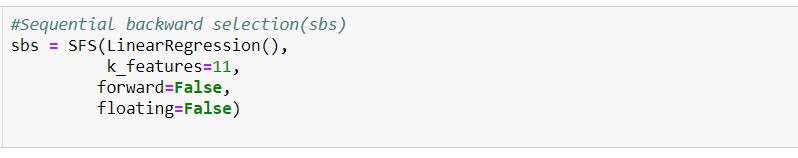 #Sequential backward selection(sbs)
sbs = SFS(LinearRegression(),
k_features=11,
forward=False,
floating=False)